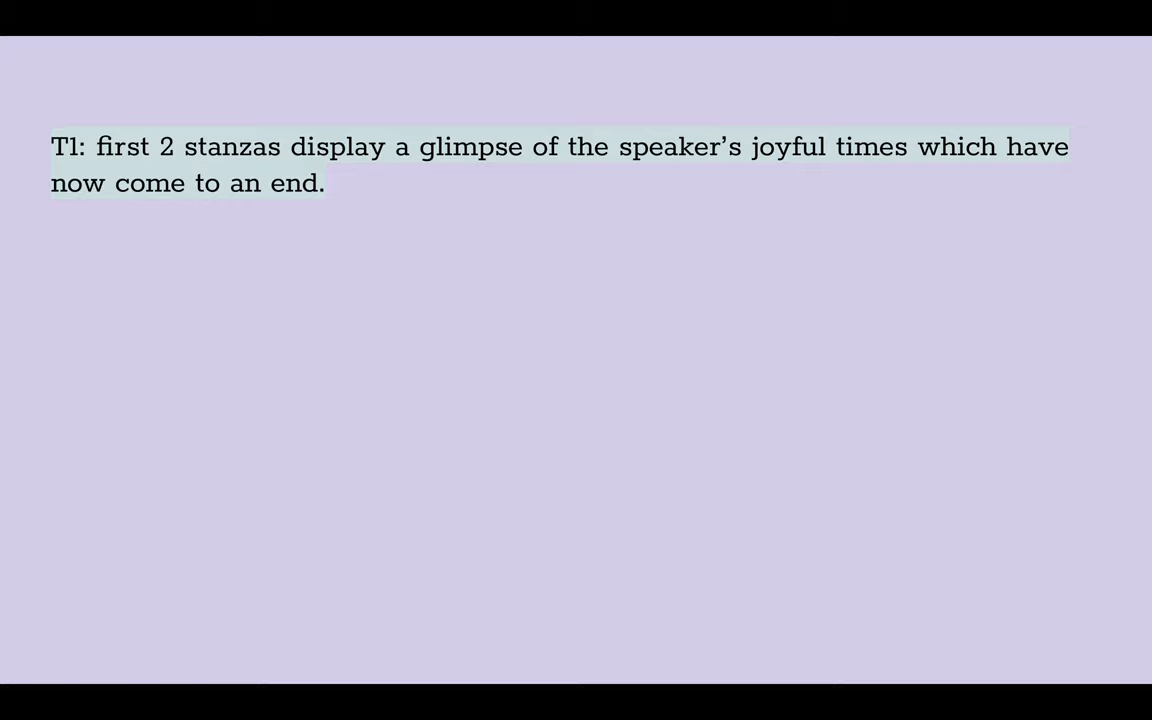 T1: first 2 stanzas display a glimpse of the speaker’s joyful times which have
now come to an end.